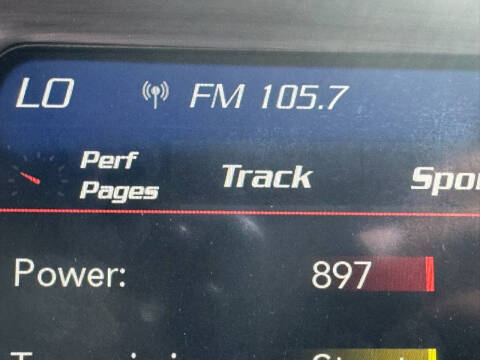 LO FM 105.7
Perf Pages Track
Power: 897